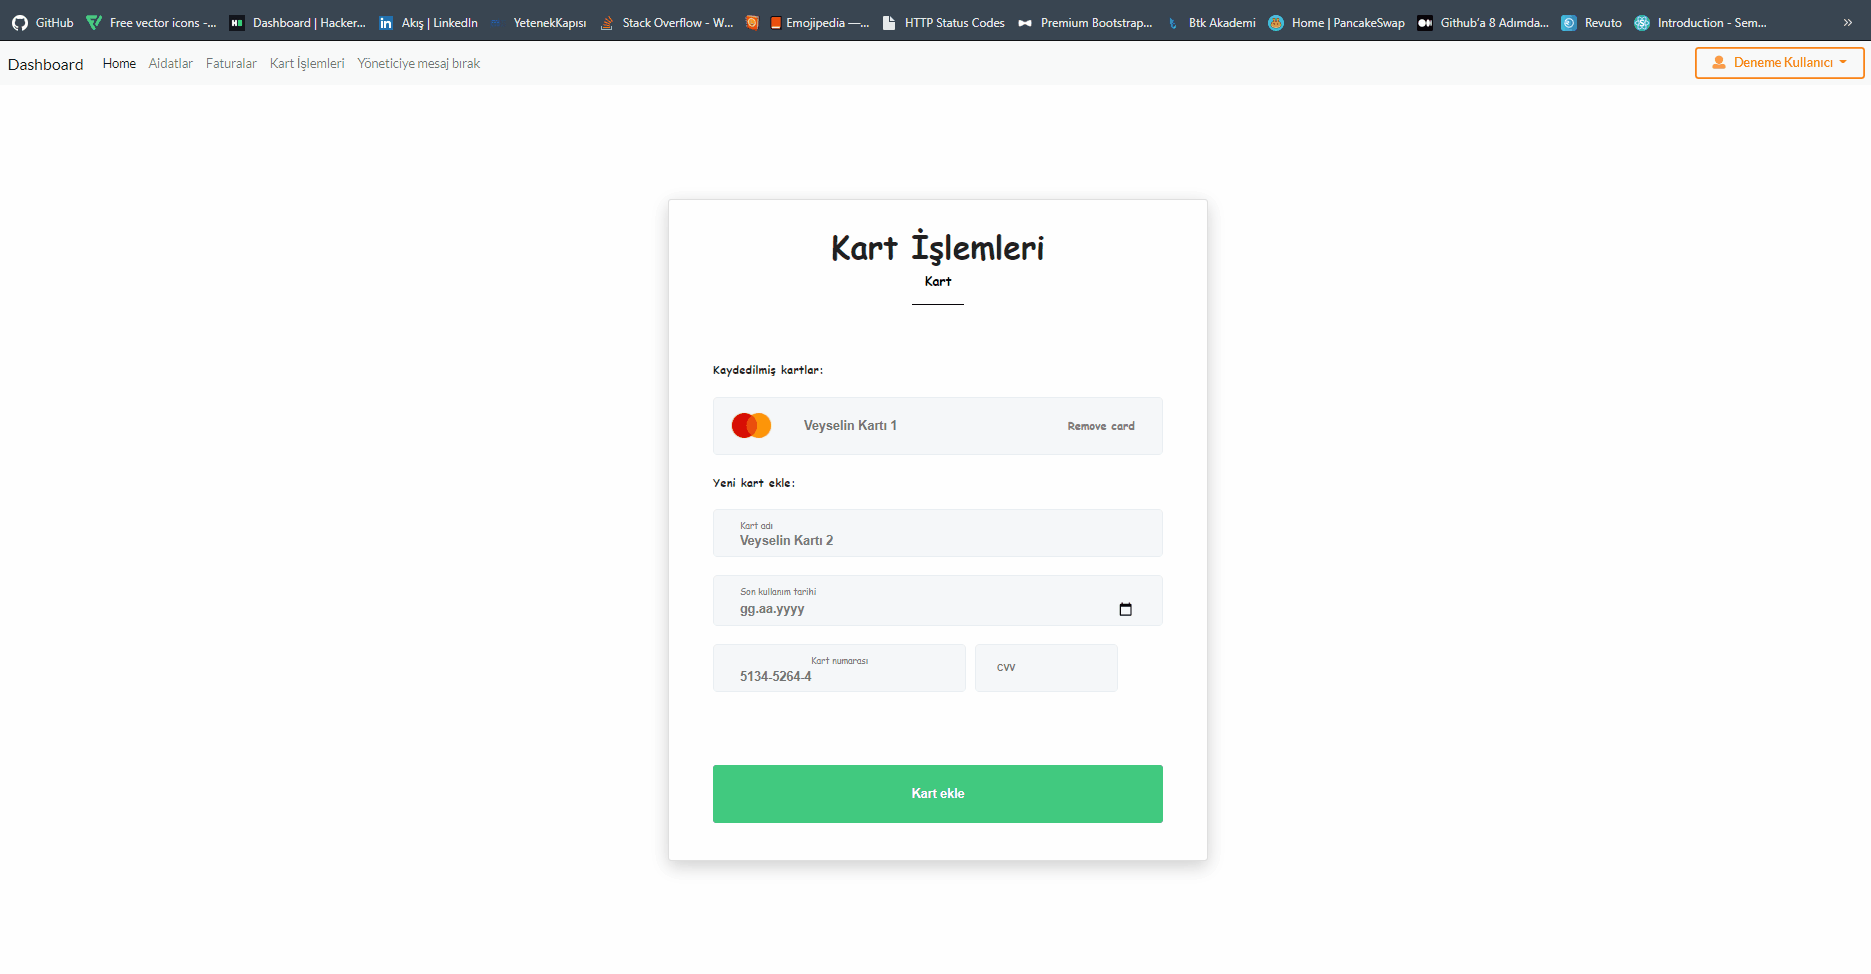 GitHub Free vector icons -... Dashboard | Hacker... Akış | LinkedIn YetenekKapısı Stack Overflow - W... Emojipedia —... HTTP Status Codes Premium Bootstrap... Btk Akademi Home | PancakeSwap Github'a 8 Adımda... Revuto Introduction - Sem... »
Dashboard Home Aidatlar Faturalar Kart İşlemleri Yöneticiye mesaj bırak Deneme Kullanıcı
Kart İşlemleri
Kart
Kaydedilmiş kartlar:
Veyselin Kartı 1 Remove card
Yeni kart ekle:
Kart adı
Veyselin Kartı 2
Son kullanım tarihi
gg.aa.yyyy
Kart numarası
5134-5264-4 CVV
Kart ekle